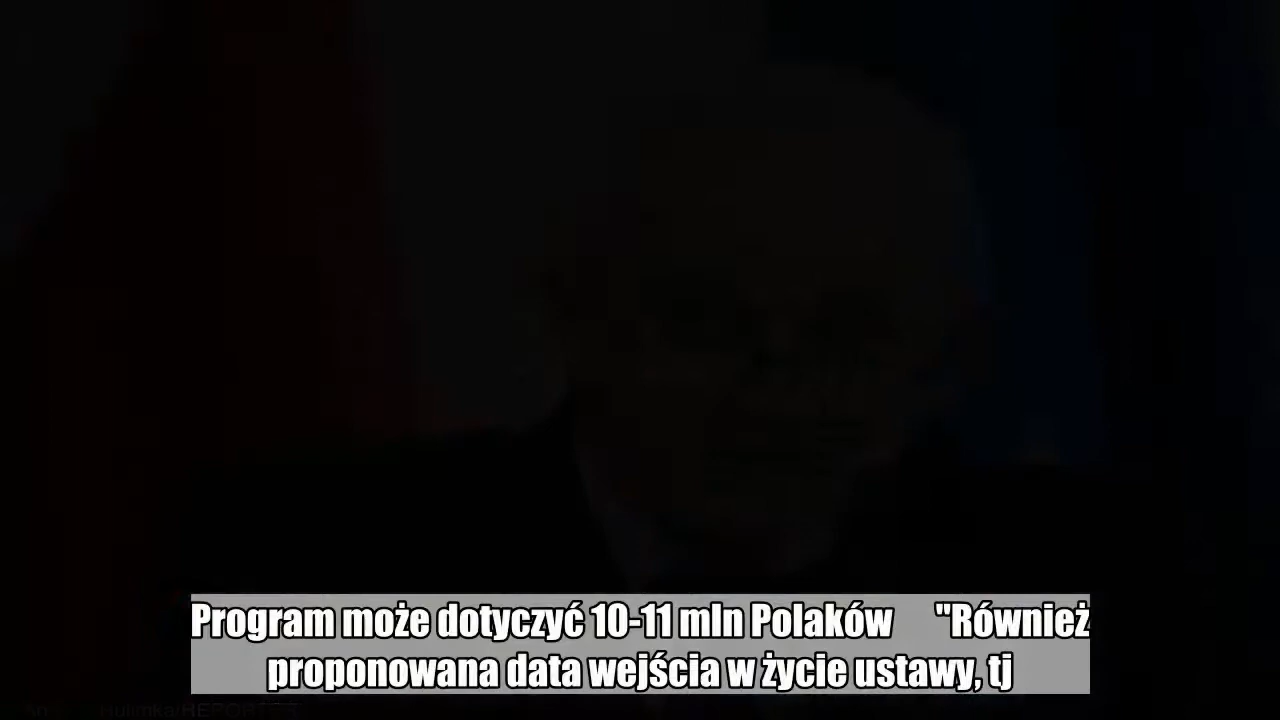 Program może dotyczyć 10-11 mln Polaków "Również
proponowana data wejścia w życie ustawy, tj